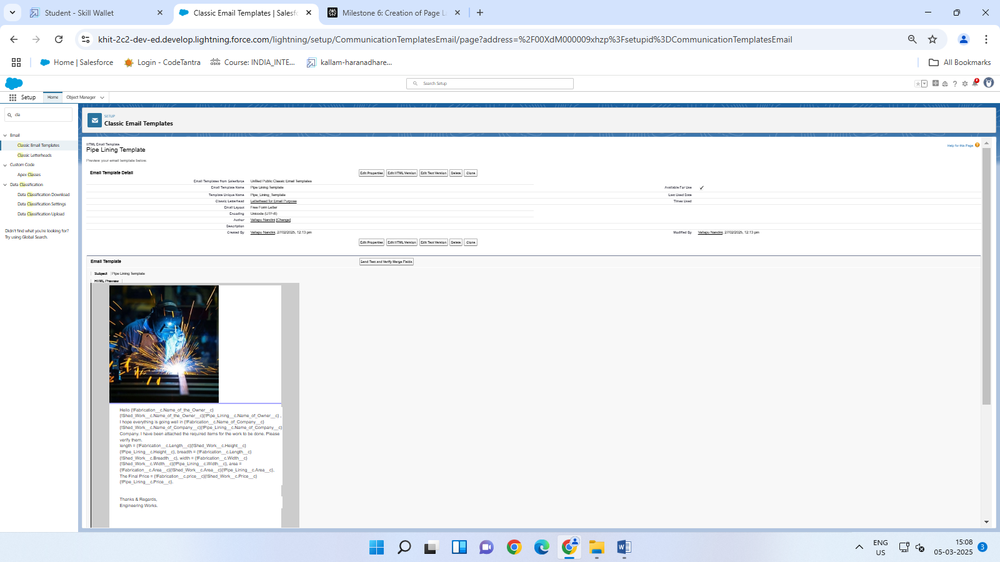 Student - Skill Wallet
Classic Email Templates | Salesfo
Milestone 6: Creation of Page L
khit-2c2-dev-ed.develop.lightning.force.com/lightning/setup/CommunicationTemplatesEmail/page?address=%2F00XdM000009xhzp%3Fsetupid%3DCommunicationTemplatesEmail
Home | Salesforce
Login - CodeTantra
Course: INDIA_INTE...
kallam-haranadhare...
All Bookmarks
Search Setup
Setup
Home
Object Manager
cla
Email
Classic Email Templates
Classic Letterheads
Custom Code
Apex Classes
Data Classification
Data Classification Download
Data Classification Settings
Data Classification Upload
Didn't find what you're looking for?
Try using Global Search.
SETUP
Classic Email Templates
HTML Email Template
Pipe Lining Template
Help for this Page
Preview your email template below.
Email Template Detail
Edit Properties Edit HTML Version Edit Text Version Delete Clone
Email Templates from Salesforce Unfiled Public Classic Email Templates
Email Template Name Pipe Lining Template Available For Use ✓
Template Unique Name Pipe_Lining_Template Last Used Date
Classic Letterhead Letterhead for Email Purpose Times Used
Email Layout Free Form Letter
Encoding Unicode (UTF-8)
Author Vallapu Nandini [Change]
Description
Created By Vallapu Nandini, 27/02/2025, 12:13 pm Modified By Vallapu Nandini, 27/02/2025, 12:13 pm
Edit Properties Edit HTML Version Edit Text Version Delete Clone
Email Template
Send Test and Verify Merge Fields
Subject Pipe Lining Template
HTML Preview
Hello {!Fabrication__c.Name_of_the_Owner__c}
{!Shed_Work__c.Name_of_the_Owner__c}{!Pipe_Lining__c.Name_of_Owner__c} ,
I hope everything is going well in {!Fabrication__c.Name_of_Company__c}
{!Shed_Work__c.Name_of_Company__c}{!Pipe_Lining__c.Name_of_Company__c}
Company. I have been attached the required items for the work to be done. Please
verify them.
length = {!Fabrication__c.Length__c}{!Shed_Work__c.Height__c}
{!Pipe_Lining__c.Height__c}, breadth = {!Fabrication__c.Length__c}
{!Shed_Work__c.Breadth__c}, width = {!Fabrication__c.Width__c}
{!Shed_Work__c.Width__c}{!Pipe_Lining__c.Width__c}, area =
{!Fabrication__c.Area__c}{!Shed_Work__c.Area__c}{!Pipe_Lining__c.Area__c},
The Final Price = {!Fabrication__c.price__c}{!Shed_Work__c.Price__c}
{!Pipe_Lining__c.Price__c}.
Thanks & Regards,
Engineering Works.
ENG
US
15:08
05-03-2025
3